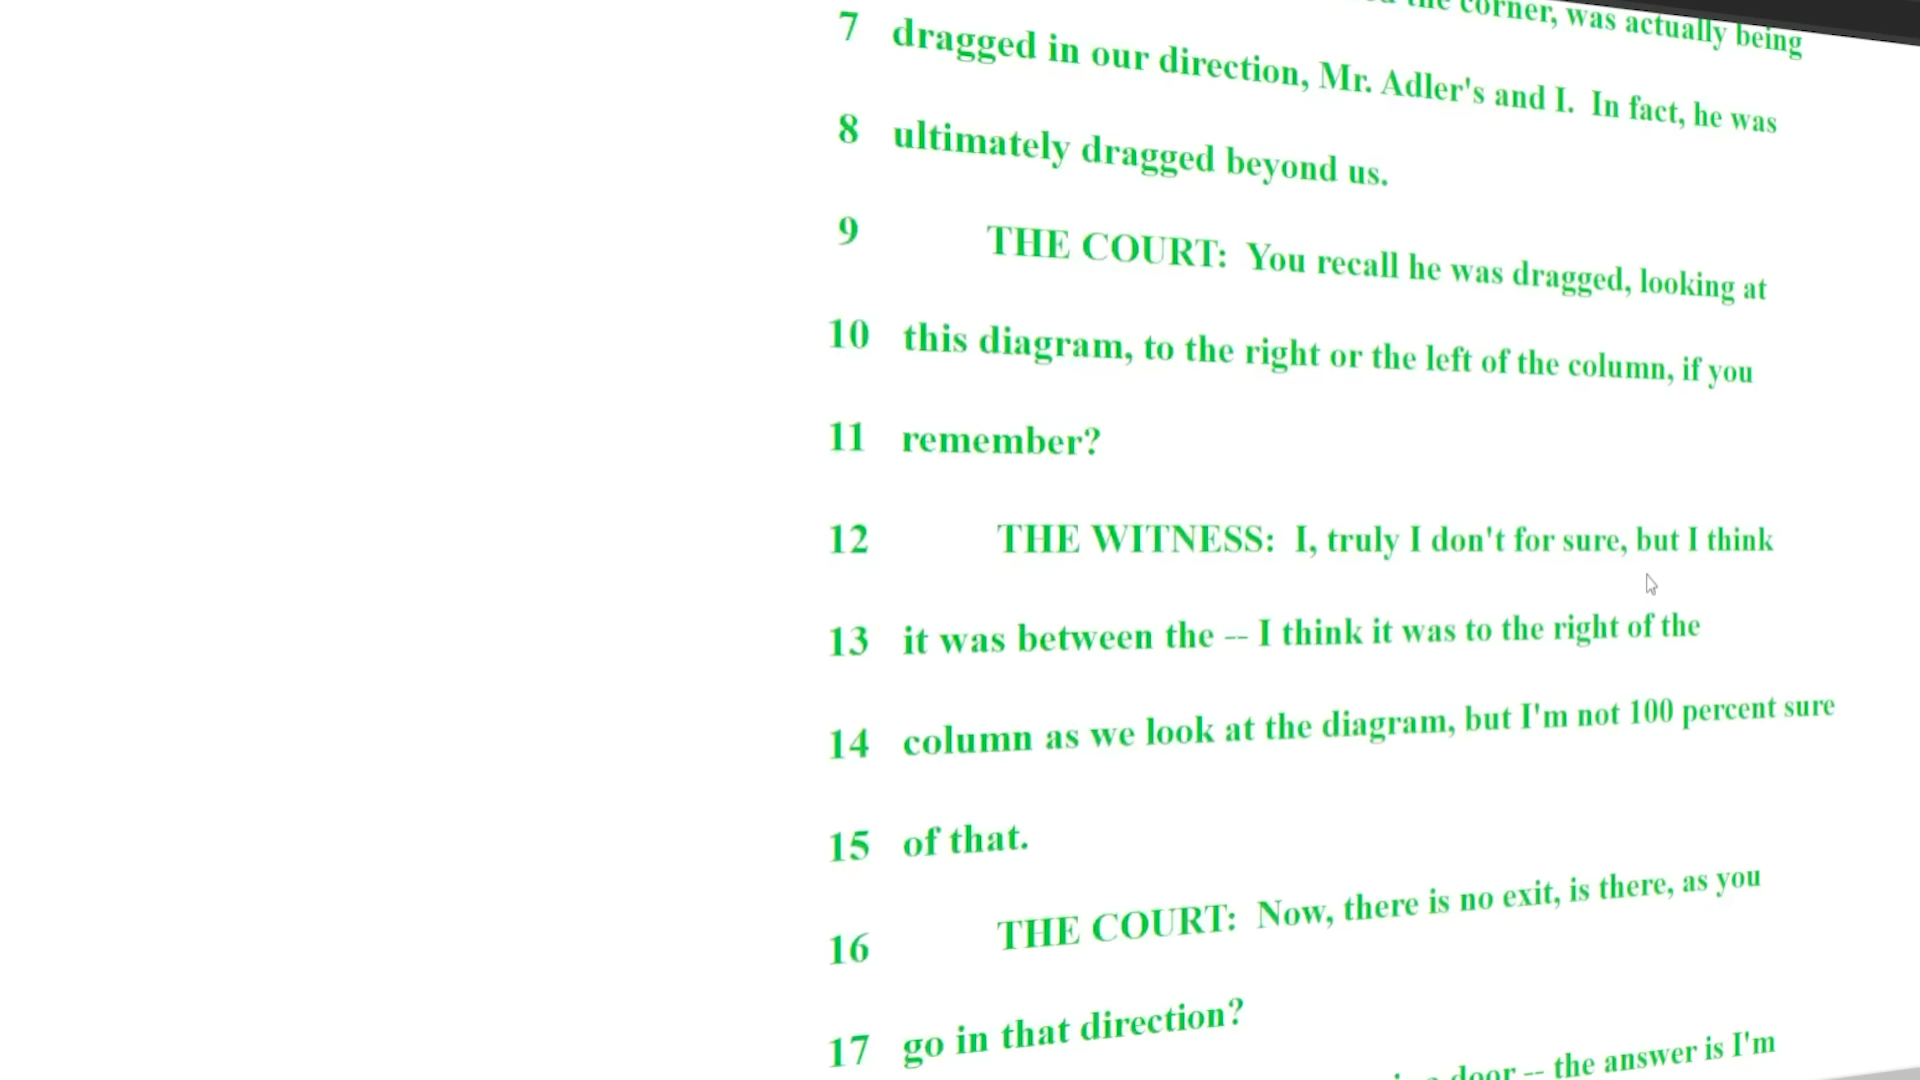 the corner, was actually being
7 dragged in our direction, Mr. Adler's and I. In fact, he was
8 ultimately dragged beyond us.
9 THE COURT: You recall he was dragged, looking at
10 this diagram, to the right or the left of the column, if you
11 remember?
12 THE WITNESS: I, truly I don't for sure, but I think
13 it was between the -- I think it was to the right of the
14 column as we look at the diagram, but I'm not 100 percent sure
15 of that.
16 THE COURT: Now, there is no exit, is there, as you
17 go in that direction?
door -- the answer is I'm